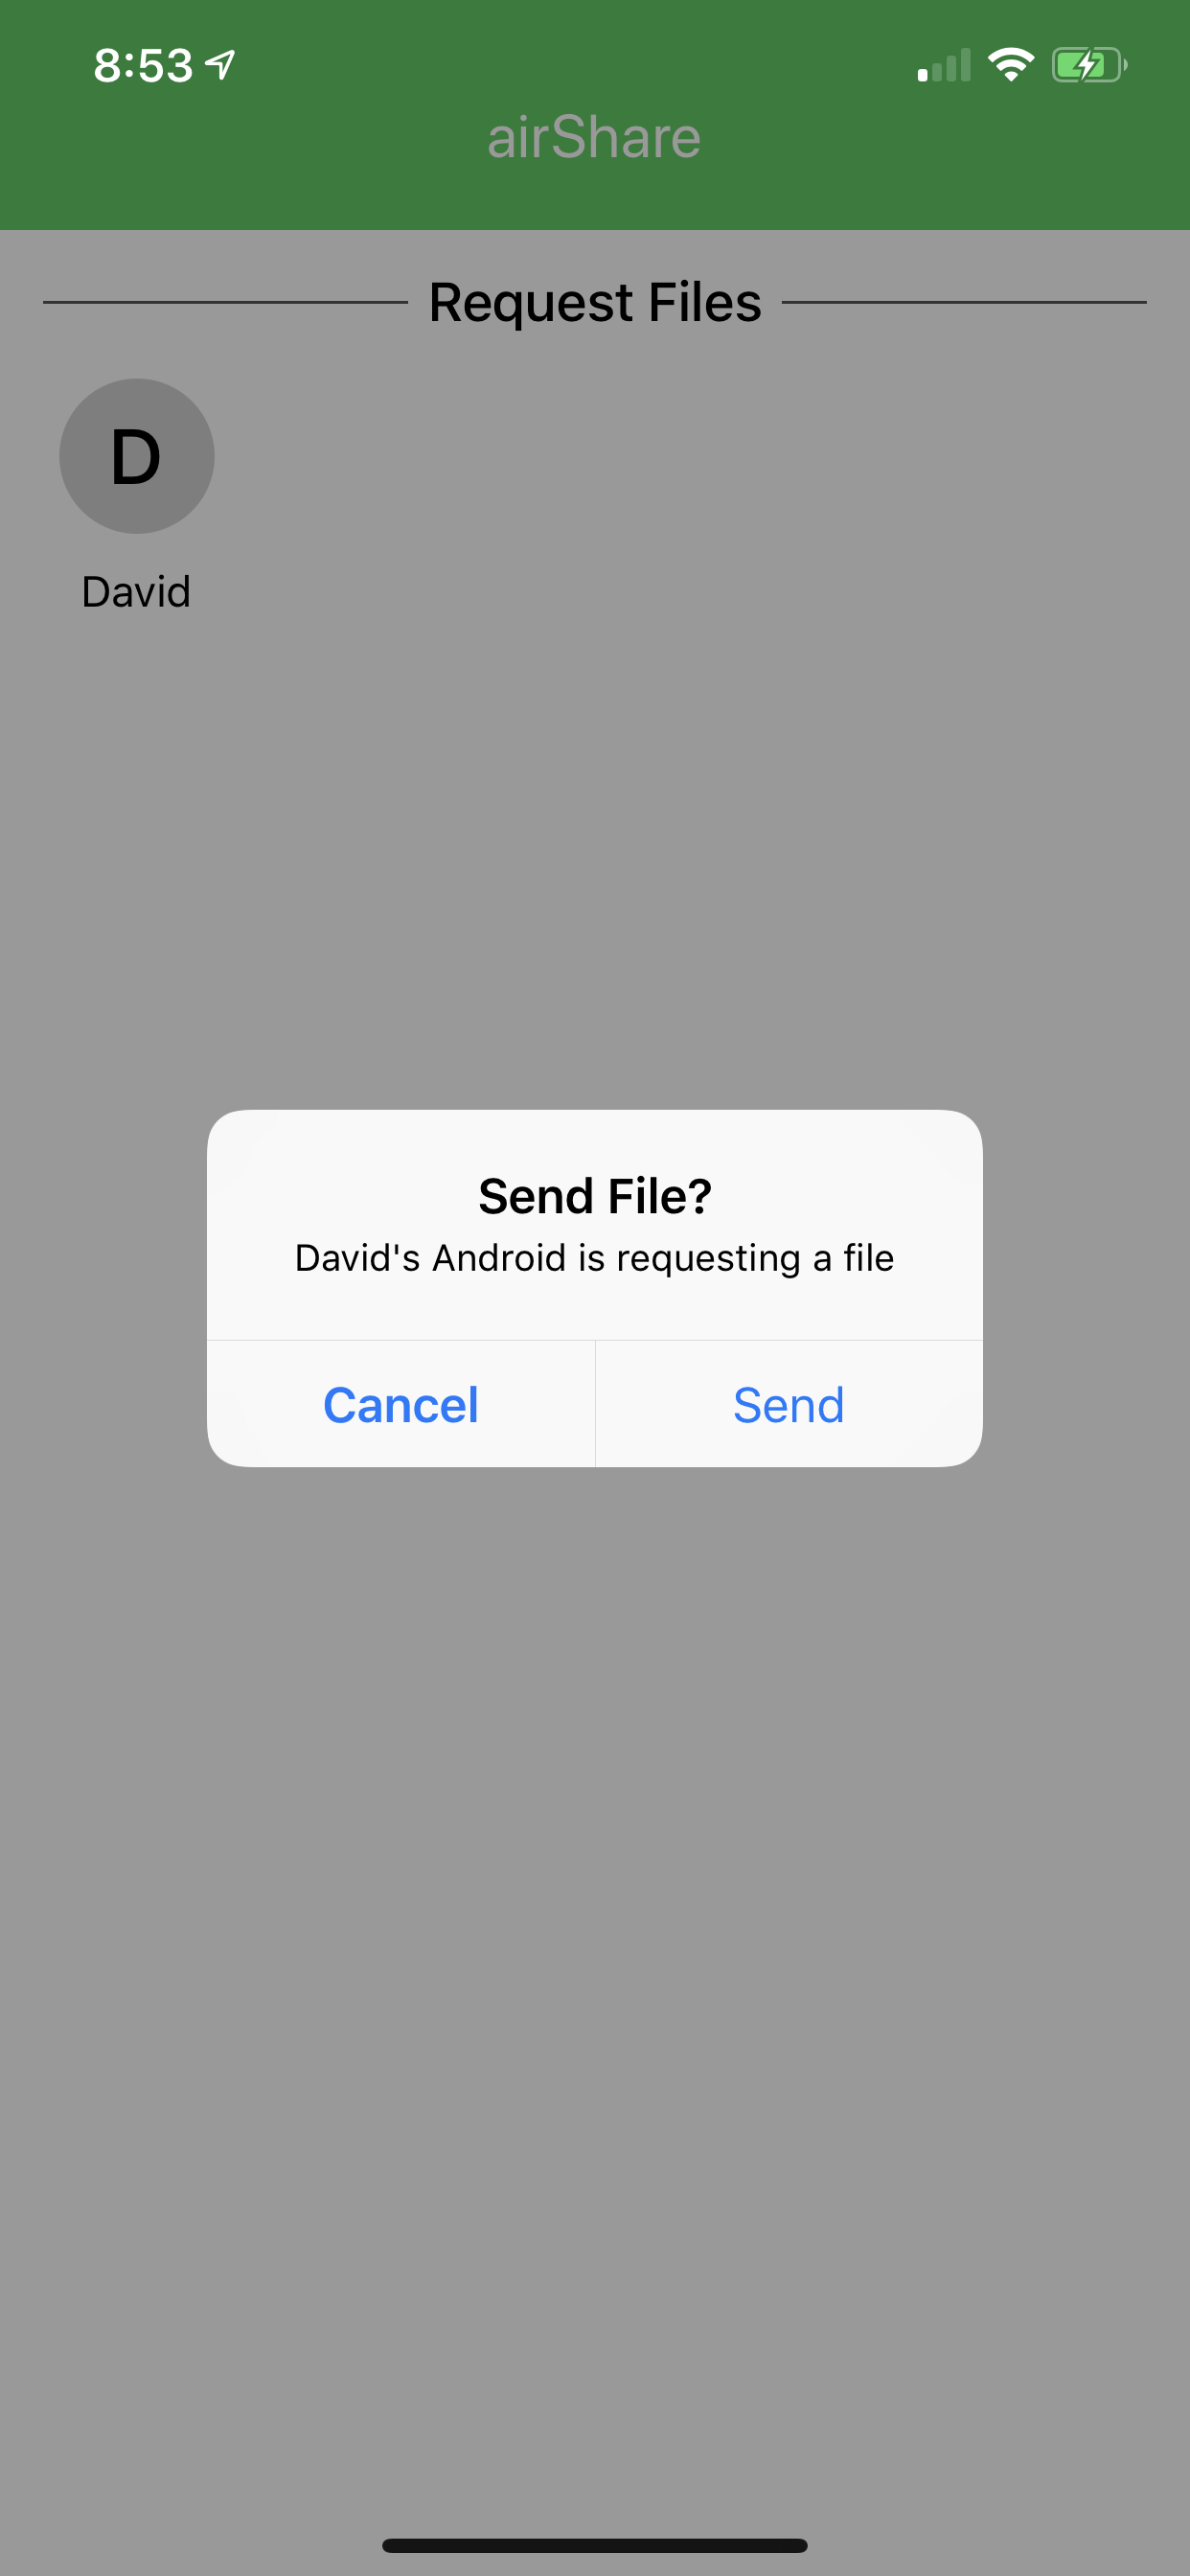 8:53
airShare
Request Files
D
David
Send File?
David's Android is requesting a file
Cancel
Send